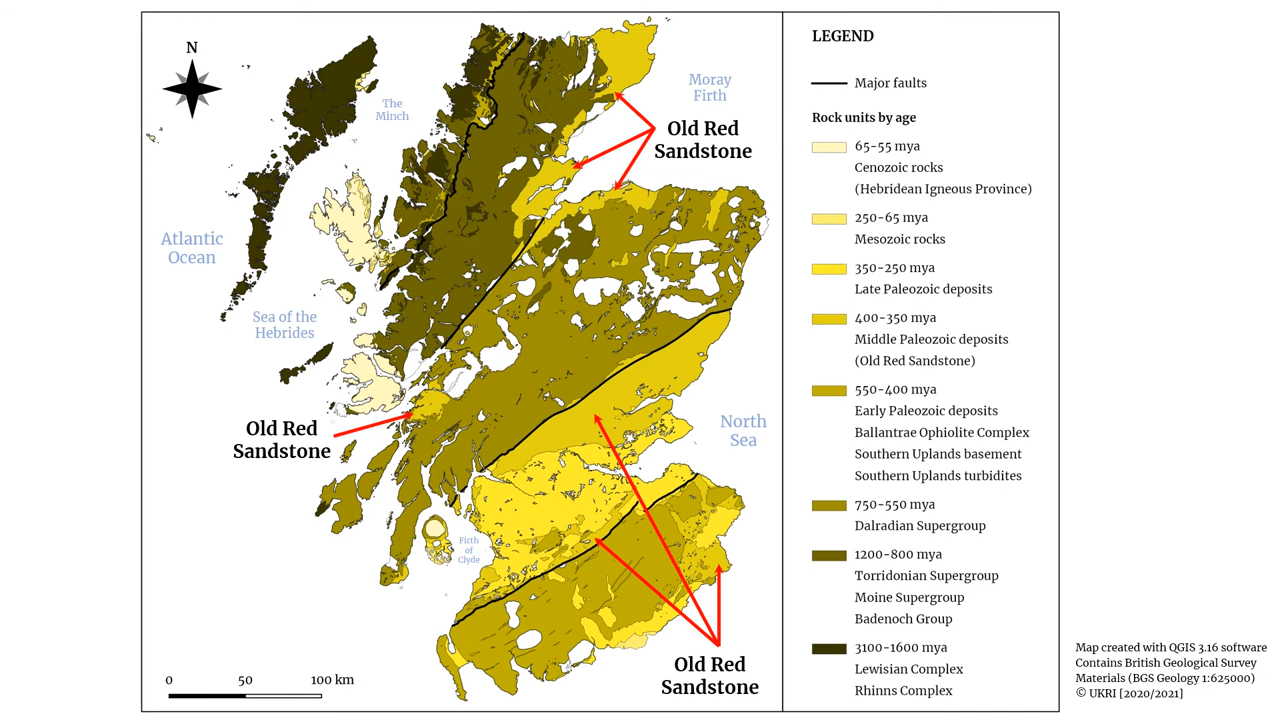 N
The
Minch
Moray
Firth
Old Red
Sandstone
Atlantic
Ocean
Sea of the
Hebrides
Old Red
Sandstone
North
Sea
Firth
of
Clyde
Old Red
Sandstone
0 50 100 km
LEGEND
Major faults
Rock units by age
65-55 mya
Cenozoic rocks
(Hebridean Igneous Province)
250-65 mya
Mesozoic rocks
350-250 mya
Late Paleozoic deposits
400-350 mya
Middle Paleozoic deposits
(Old Red Sandstone)
550-400 mya
Early Paleozoic deposits
Ballantrae Ophiolite Complex
Southern Uplands basement
Southern Uplands turbidites
750-550 mya
Dalradian Supergroup
1200-800 mya
Torridonian Supergroup
Moine Supergroup
Badenoch Group
3100-1600 mya
Lewisian Complex
Rhinns Complex
Map created with QGIS 3.16 software
Contains British Geological Survey
Materials (BGS Geology 1:625000)
© UKRI [2020/2021]